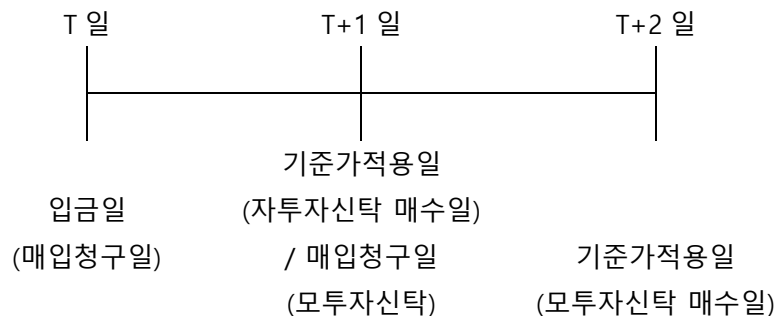 T 일 T+1 일 T+2 일
기준가적용일
입금일 (자투자신탁 매수일)
(매입청구일) / 매입청구일 기준가적용일
(모투자신탁) (모투자신탁 매수일)